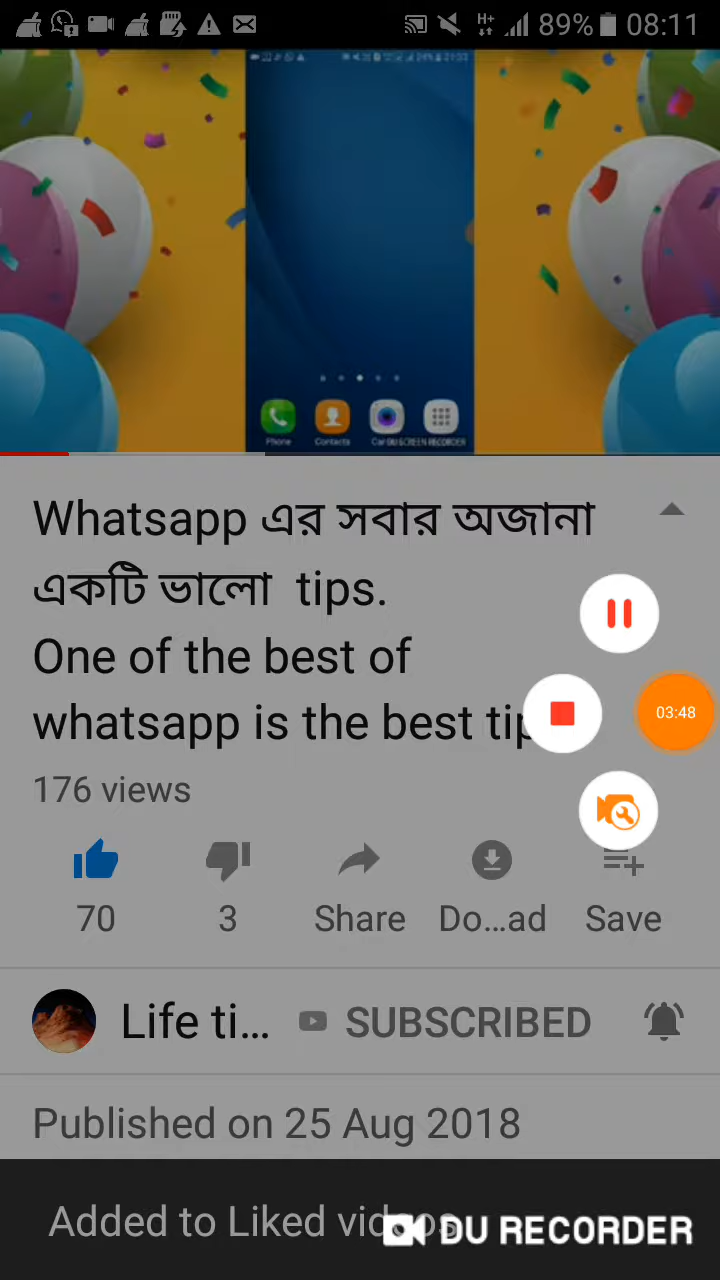 89% 08:11
Phone Contacts
Whatsapp এর সবার অজানা
একটি ভালো tips.
One of the best of
whatsapp is the best tip
03:48
176 views
70 3 Share Do...ad Save
Life ti... SUBSCRIBED
Published on 25 Aug 2018
Added to Liked videos
DU RECORDER